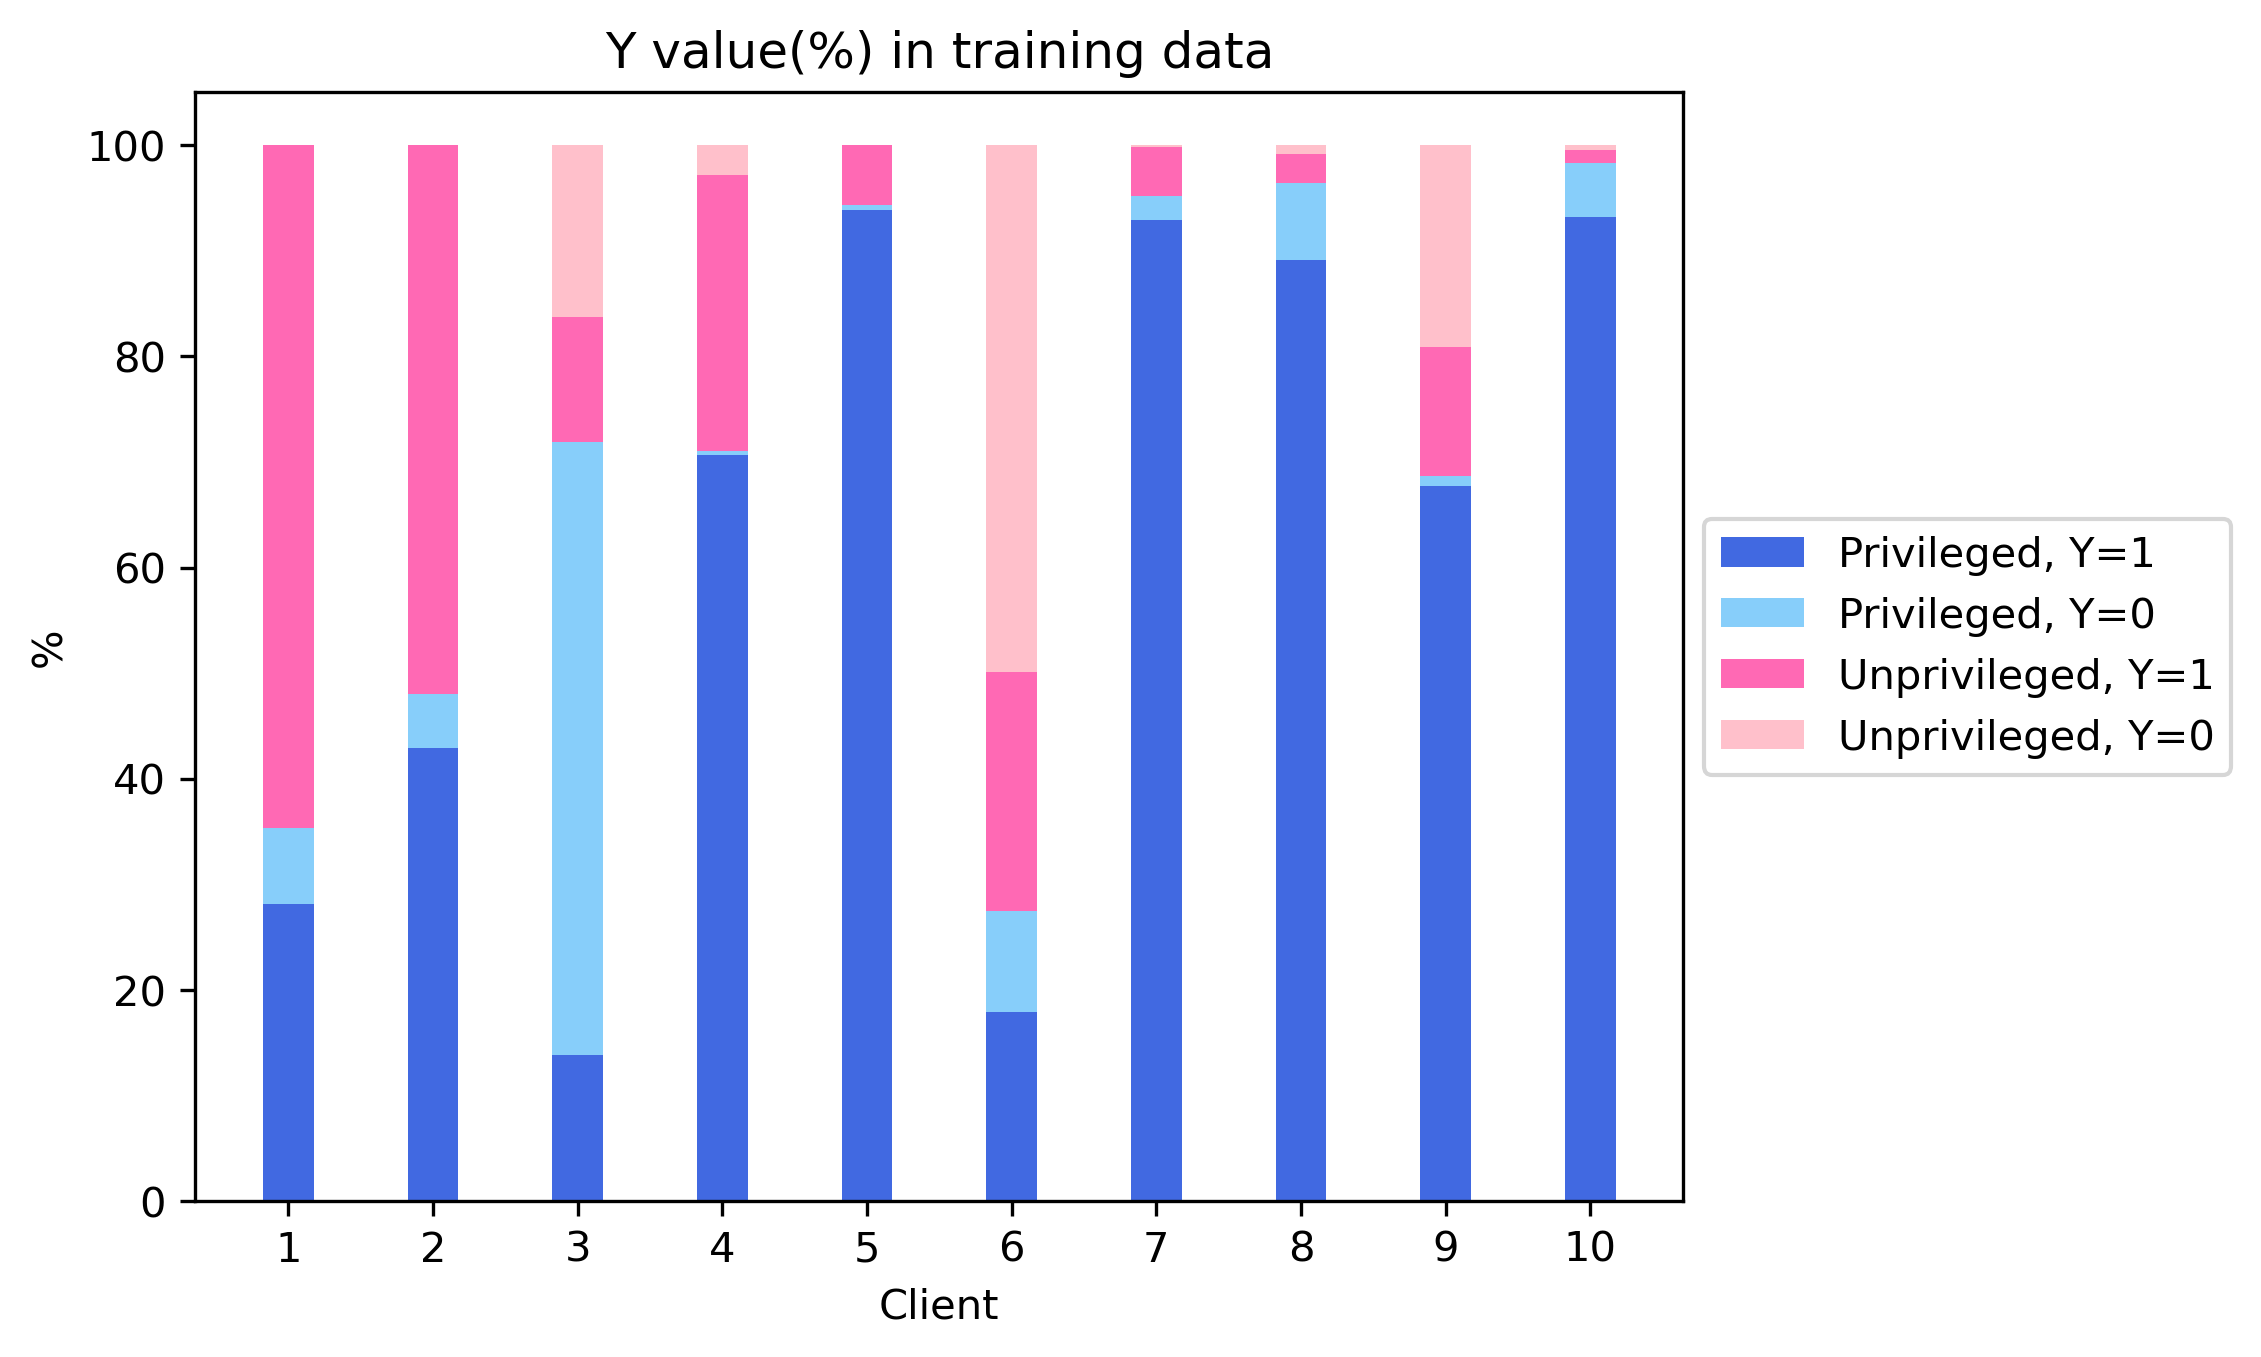 Y value(%) in training data
100
80
60
40
20
0
%
1 2 3 4 5 6 7 8 9 10
Client
Privileged, Y=1
Privileged, Y=0
Unprivileged, Y=1
Unprivileged, Y=0